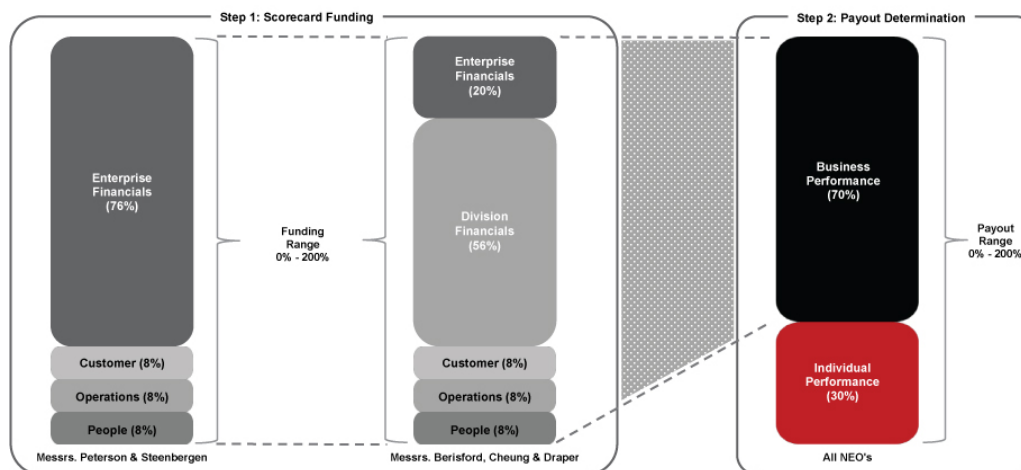 Step 1: Scorecard Funding
Enterprise
Financials
(76%)
Customer (8%)
Operations (8%)
People (8%)
Messrs. Peterson & Steenbergen
Funding
Range
0% - 200%
Enterprise
Financials
(20%)
Division
Financials
(56%)
Customer (8%)
Operations (8%)
People (8%)
Messrs. Berisford, Cheung & Draper
Step 2: Payout Determination
Business
Performance
(70%)
Individual
Performance
(30%)
All NEO's
Payout
Range
0% - 200%